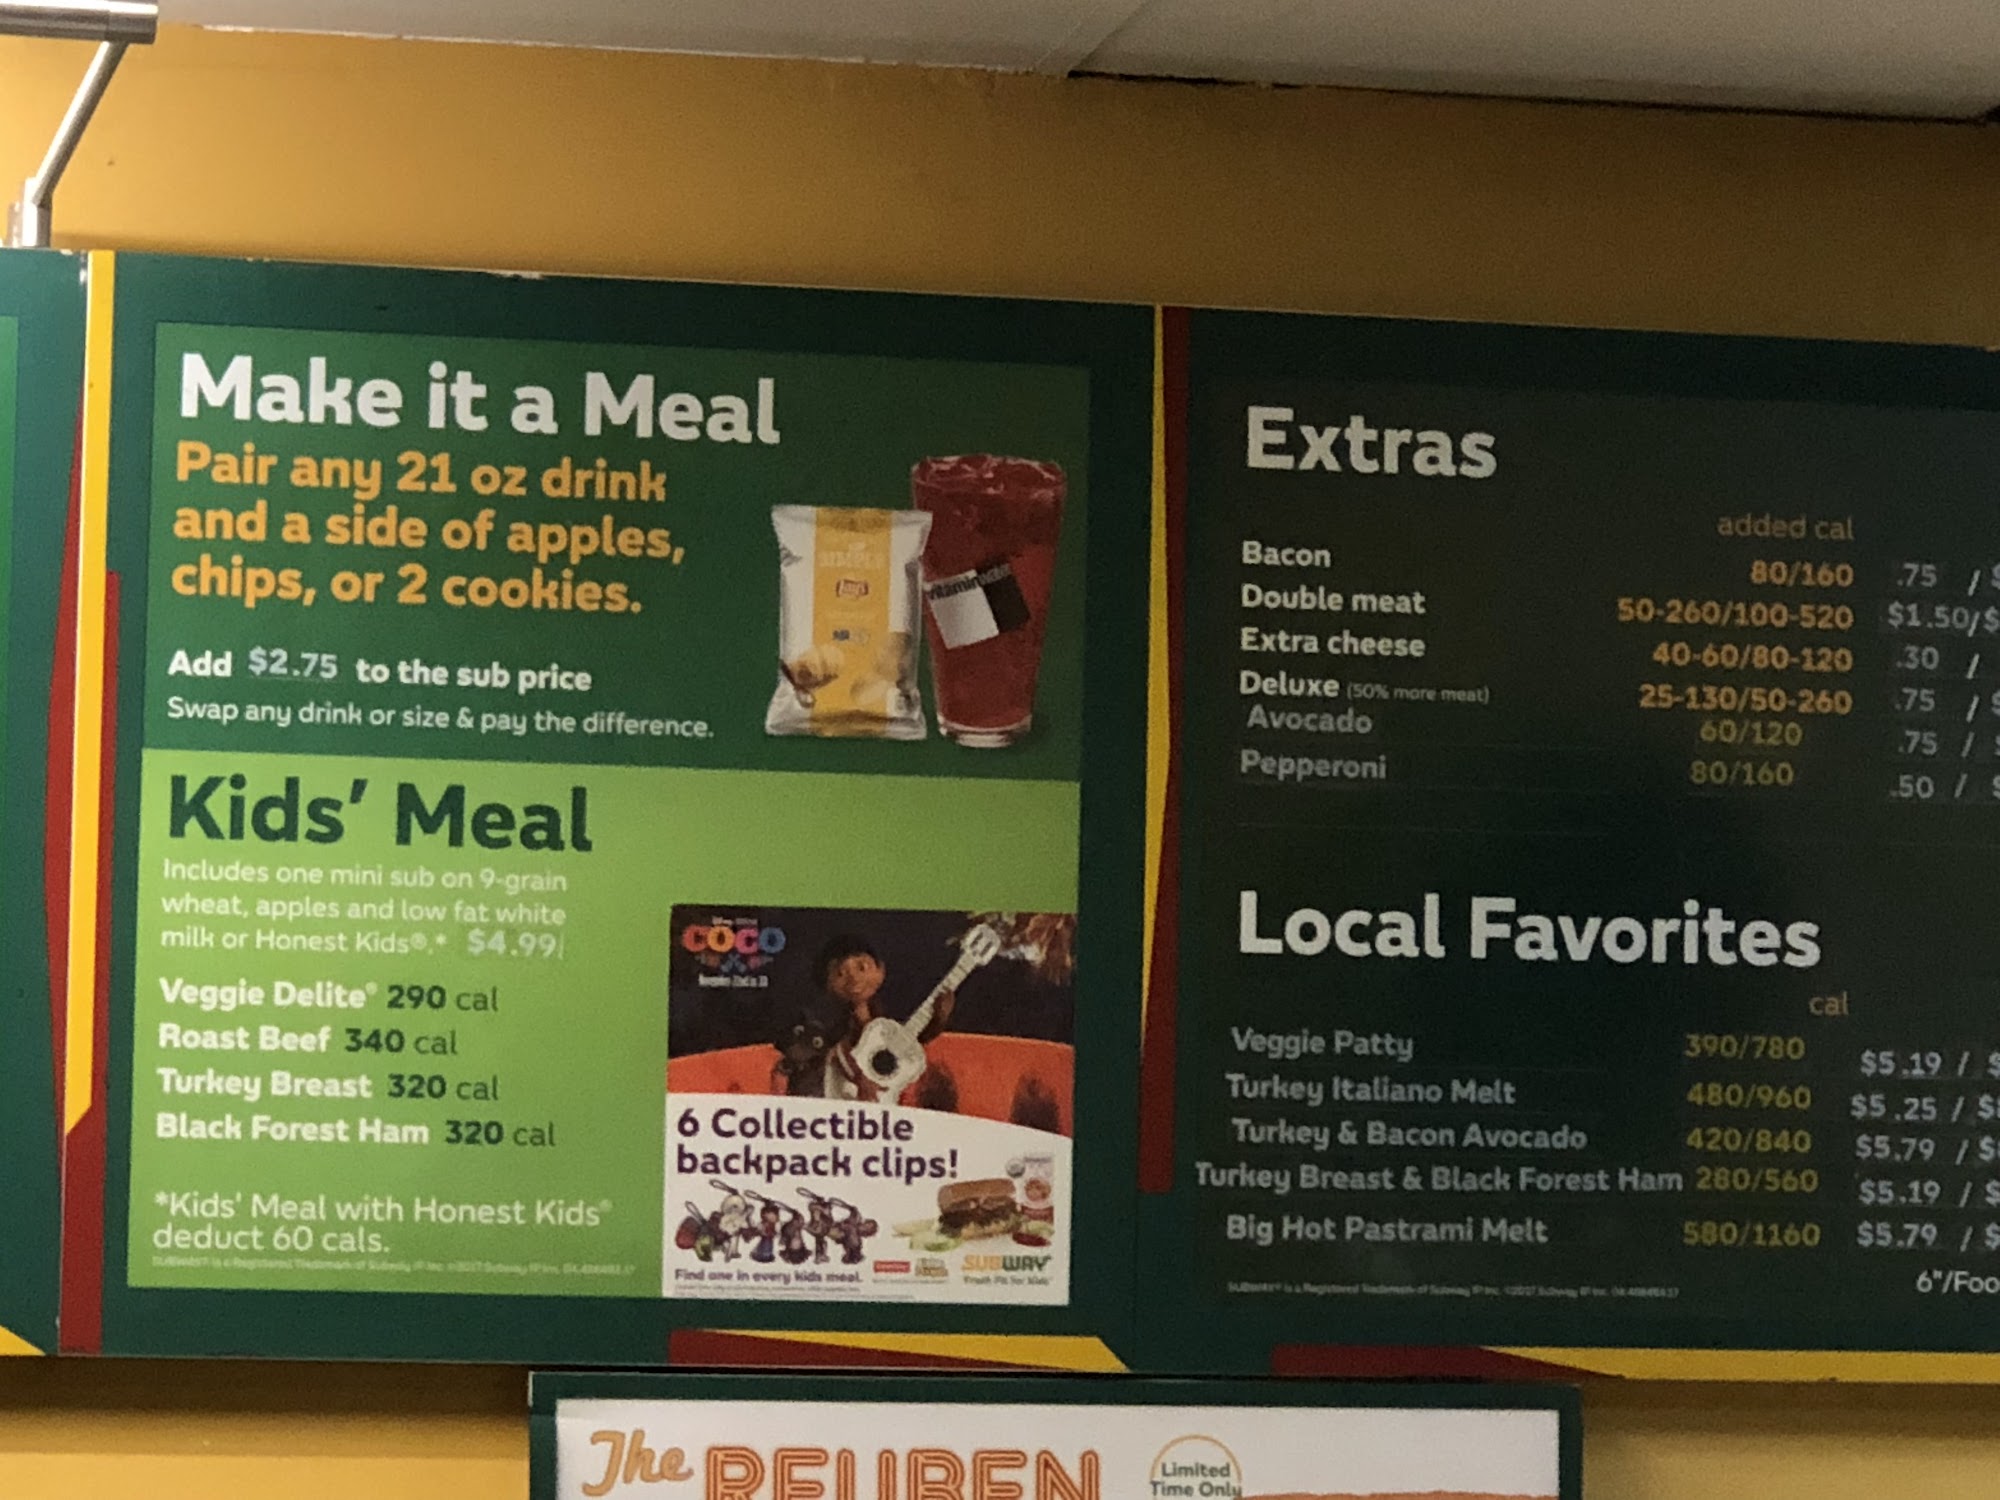 Make it a Meal
Pair any 21 oz drink
and a side of apples,
chips, or 2 cookies.
Add $2.75 to the sub price
Swap any drink or size & pay the difference.
SIMPLY
Lay's
vitaminwater
Kids' Meal
Includes one mini sub on 9-grain
wheat, apples and low fat white
milk or Honest Kids®,* $4.99
Veggie Delite® 290 cal
Roast Beef 340 cal
Turkey Breast 320 cal
Black Forest Ham 320 cal
*Kids' Meal with Honest Kids®
deduct 60 cals.
COCO
6 Collectible
backpack clips!
Find one in every kids meal.
SUBWAY
Extras
added cal
Bacon 80/160 .75 / $
Double meat 50-260/100-520 $1.50/$
Extra cheese 40-60/80-120 .30 /
Deluxe (50% more meat) 25-130/50-260 .75 / $
Avocado 60/120 .75 / $
Pepperoni 80/160 .50 / $
Local Favorites
cal
Veggie Patty 390/780 $5.19 / $
Turkey Italiano Melt 480/960 $5.25 / $
Turkey & Bacon Avocado 420/840 $5.79 / $
Turkey Breast & Black Forest Ham 280/560 $5.19 / $
Big Hot Pastrami Melt 580/1160 $5.79 / $
6"/Foo
The REUBEN
Limited
Time Only